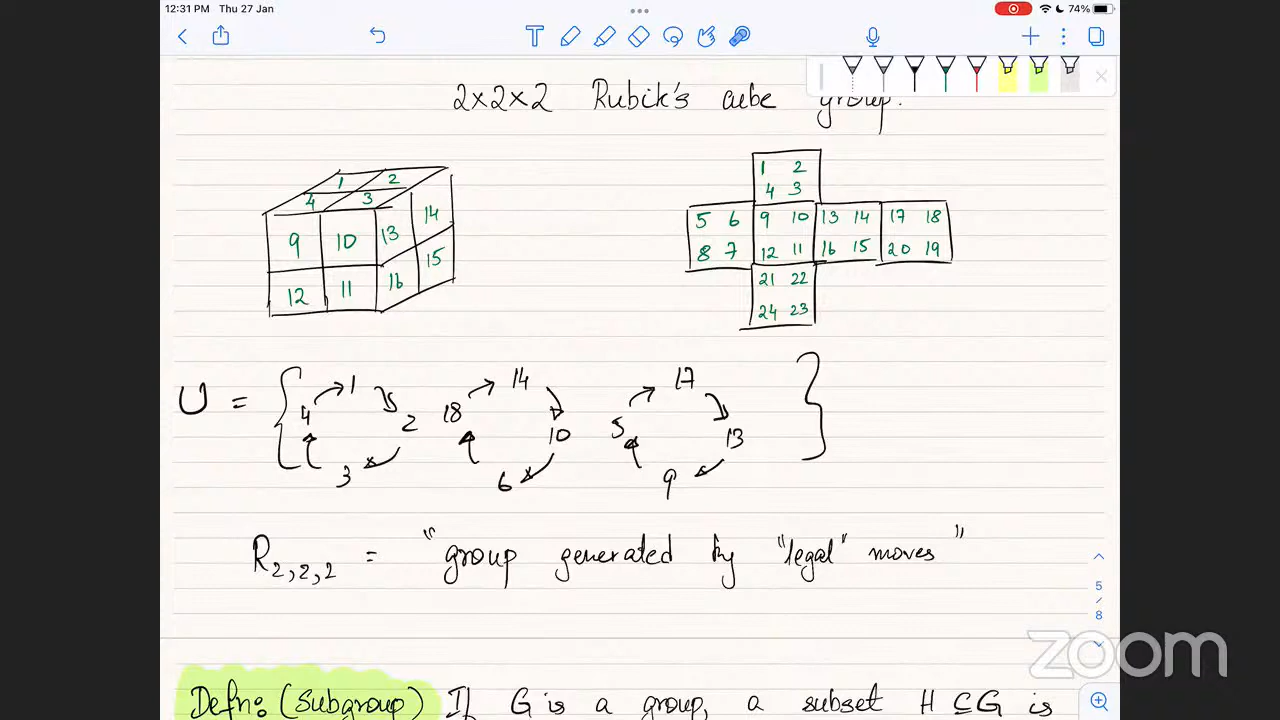 12:31 PM Thu 27 Jan
74%
2×2×2 Rubik's cube group.
1 2
4 3
9 10 13 14
12 11 16 15
1 2
4 3
5 6 9 10 13 14 17 18
8 7 12 11 16 15 20 19
21 22
24 23
U = { 4 1 2 3 18 14 10 6 5 17 13 9 }
R2,2,2 = "group generated by "legal" moves"
5
/
8
zoom
Defn: (Subgroup) If G is a group, a subset H ⊆ G is